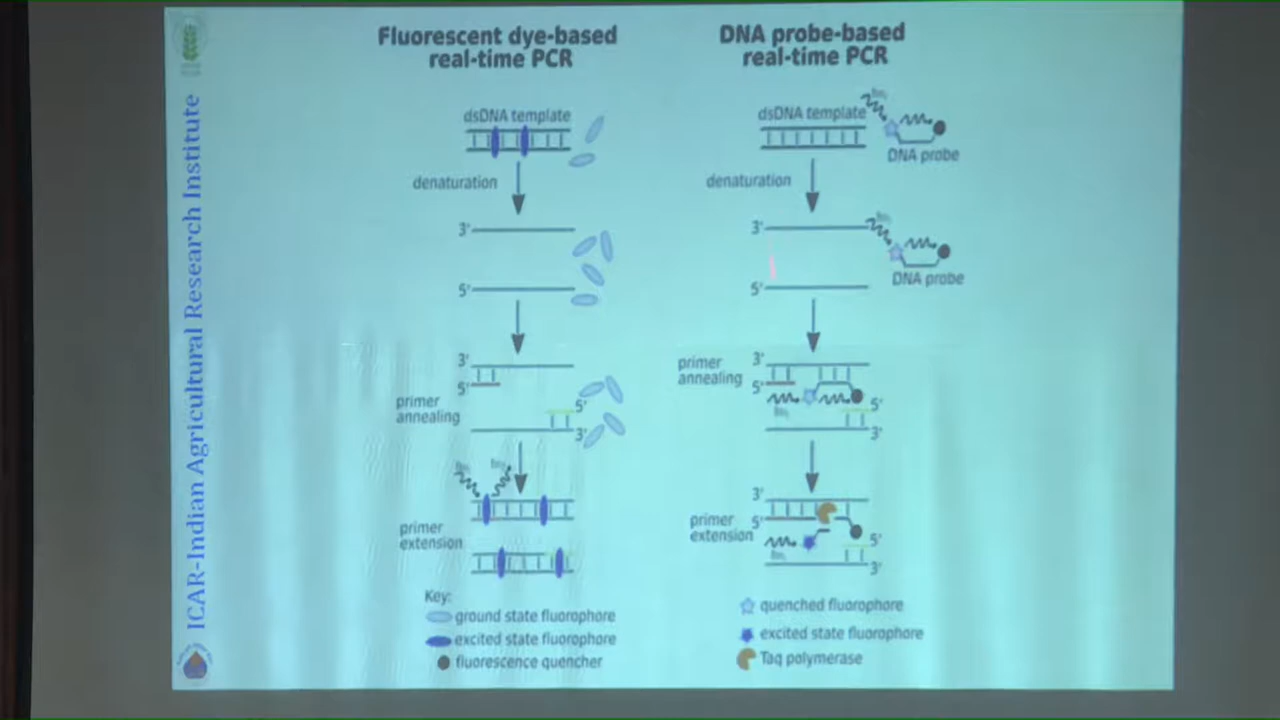 ICAR-Indian Agricultural Research Institute
Fluorescent dye-based
real-time PCR
dsDNA template
denaturation
3'
5'
3'
5'
primer
annealing
5'
3'
primer
extension
Key:
ground state fluorophore
excited state fluorophore
fluorescence quencher
DNA probe-based
real-time PCR
dsDNA template
DNA probe
denaturation
3'
DNA probe
5'
primer
annealing
3'
5'
5'
3'
primer
extension
3'
5'
5'
3'
quenched fluorophore
excited state fluorophore
Taq polymerase